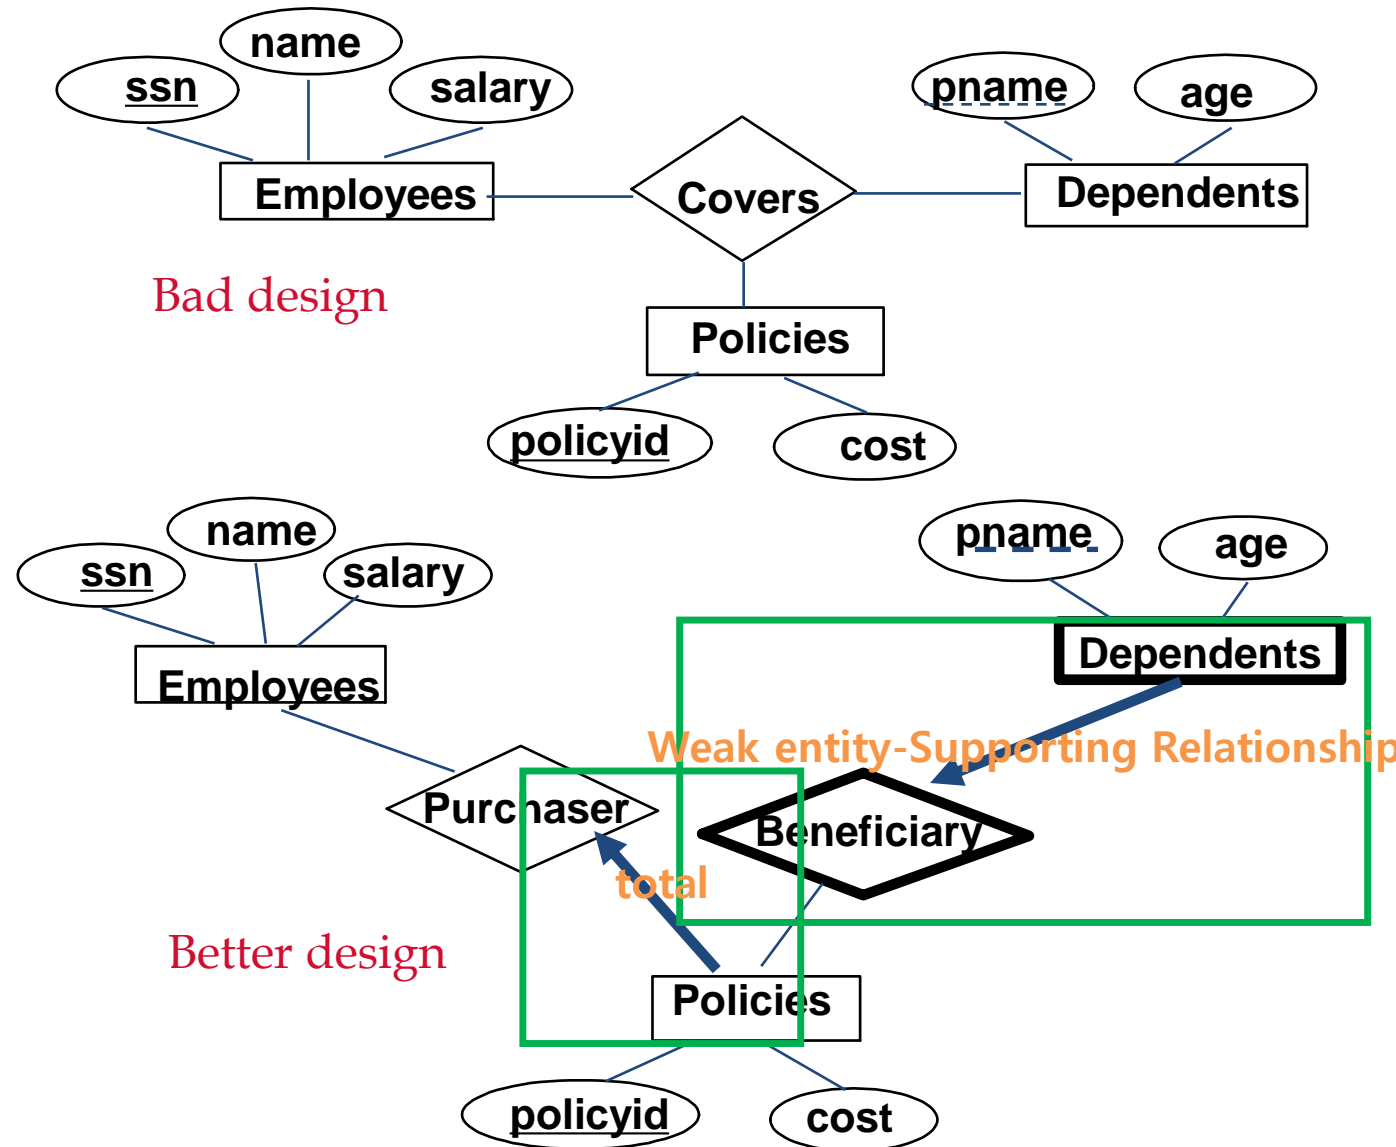 name
ssn
salary
pname
age
Employees
Covers
Dependents
Bad design
Policies
policyid
cost
name
ssn
salary
pname
age
Employees
Dependents
Weak entity-Supporting Relationship
Purchaser
Beneficiary
total
Better design
Policies
policyid
cost